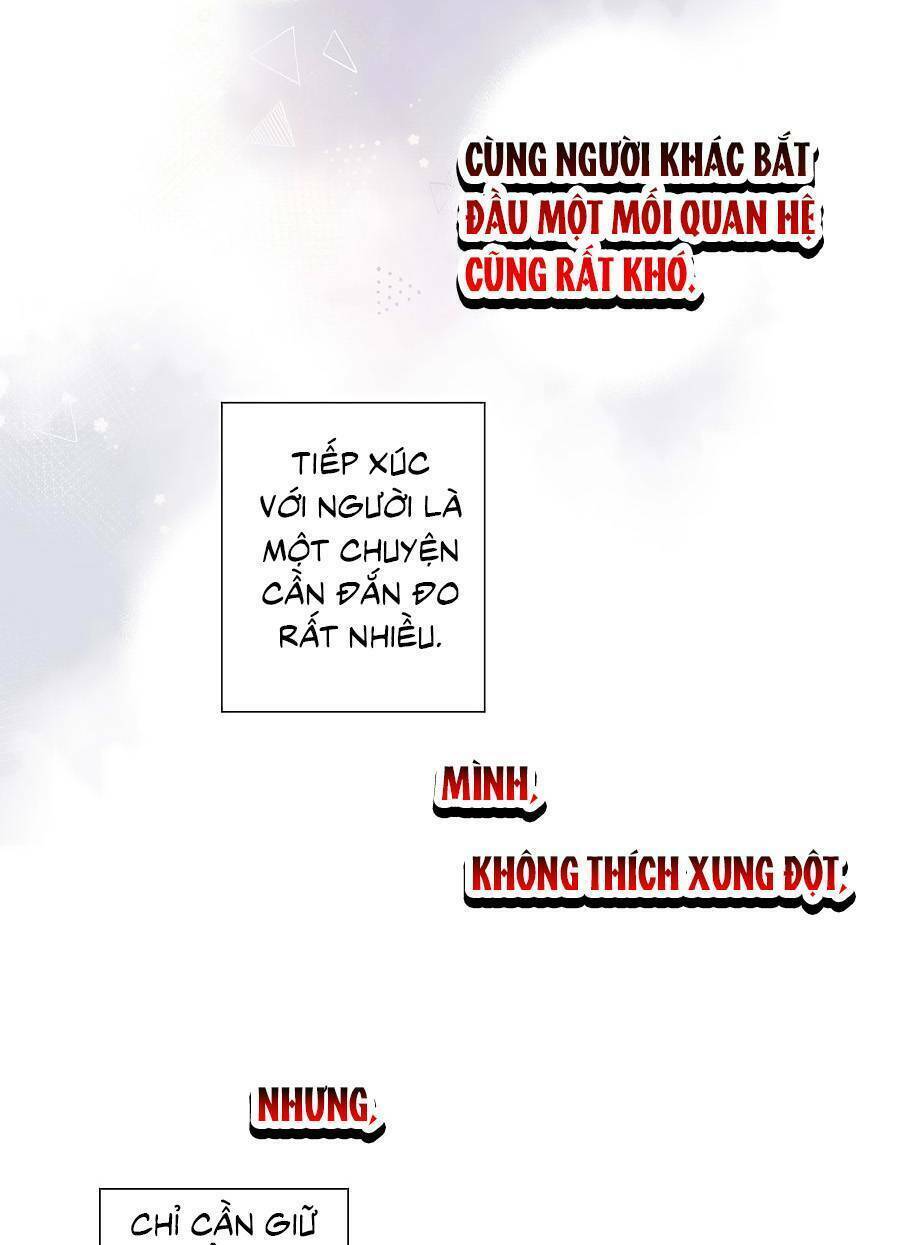 CÙNG NGƯỜI KHÁC BẮT
ĐẦU MỘT MỐI QUAN HỆ
CŨNG RẤT KHÓ.
TIẾP XÚC
VỚI NGƯỜI LÀ
MỘT CHUYỆN
CẦN ĐẮN ĐO
RẤT NHIỀU.
MÌNH,
KHÔNG THÍCH XUNG ĐỘT,
NHƯNG,
CHỈ CẦN GIỮ